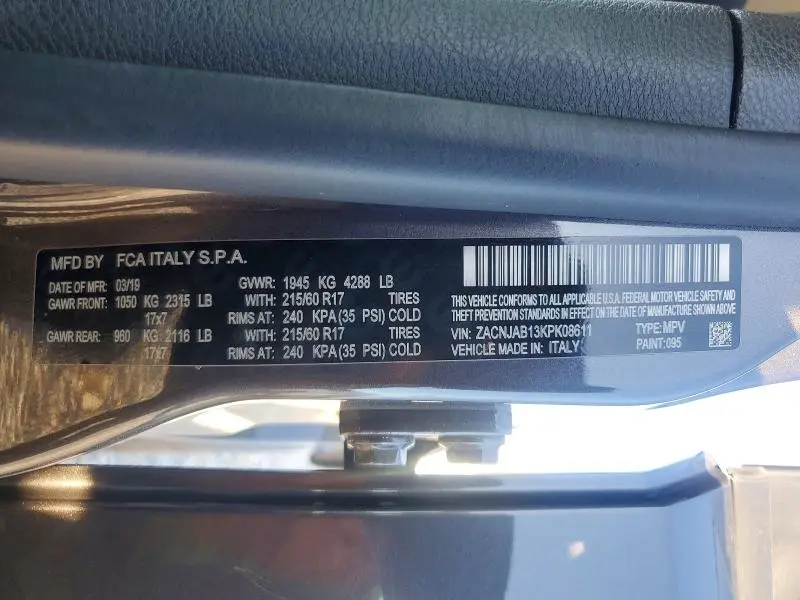 MFD BY FCA ITALY S.P.A.
DATE OF MFR: 03/19 GVWR: 1945 KG 4288 LB
GAWR FRONT: 1050 KG 2315 LB WITH: 215/60 R17 TIRES
17x7 RIMS AT: 240 KPA (35 PSI) COLD
GAWR REAR: 960 KG 2116 LB WITH: 215/60 R17 TIRES
17x7 RIMS AT: 240 KPA (35 PSI) COLD
THIS VEHICLE CONFORMS TO ALL APPLICABLE U.S. FEDERAL MOTOR VEHICLE SAFETY AND
THEFT PREVENTION STANDARDS IN EFFECT ON THE DATE OF MANUFACTURE SHOWN ABOVE
VIN: ZACNJAB13KPK08611 TYPE: MPV
VEHICLE MADE IN: ITALY PAINT: 095